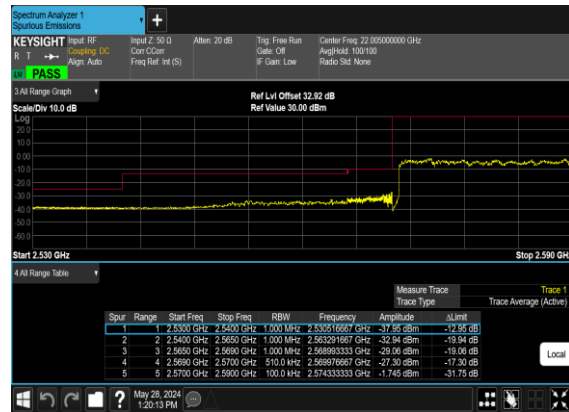 Spectrum Analyzer 1
Spurious Emissions
KEYSIGHT Input: RF Input Z: 50 Ω Atten: 20 dB Trig: Free Run Center Freq: 22.005000000 GHz
R T Coupling: DC Corr CCorr Gate: Off Avg|Hold: 100/100
Align: Auto Freq Ref: Int (S) IF Gain: Low Radio Std: None
LM PASS
3 All Range Graph
Ref Lvl Offset 32.92 dB
Scale/Div 10.0 dB Ref Value 30.00 dBm
Log
20.0
10.0
0.00
-10.0
-20.0
-30.0
-40.0
-50.0
-60.0
Start 2.530 GHz Stop 2.590 GHz
4 All Range Table
Measure Trace Trace 1
Trace Type Trace Average (Active)
Spur Range Start Freq Stop Freq RBW Frequency Amplitude ΔLimit
1 1 2.5300 GHz 2.5400 GHz 1.000 MHz 2.530516667 GHz -37.95 dBm -12.95 dB
2 2 2.5400 GHz 2.5650 GHz 1.000 MHz 2.563291667 GHz -32.94 dBm -19.94 dB
3 3 2.5650 GHz 2.5690 GHz 1.000 MHz 2.568993333 GHz -29.06 dBm -19.06 dB
4 4 2.5690 GHz 2.5700 GHz 510.0 kHz 2.569976667 GHz -27.30 dBm -17.30 dB
5 5 2.5700 GHz 2.5900 GHz 100.0 kHz 2.574333333 GHz -1.745 dBm -31.75 dB
Local
?
May 28, 2024
1:20:13 PM